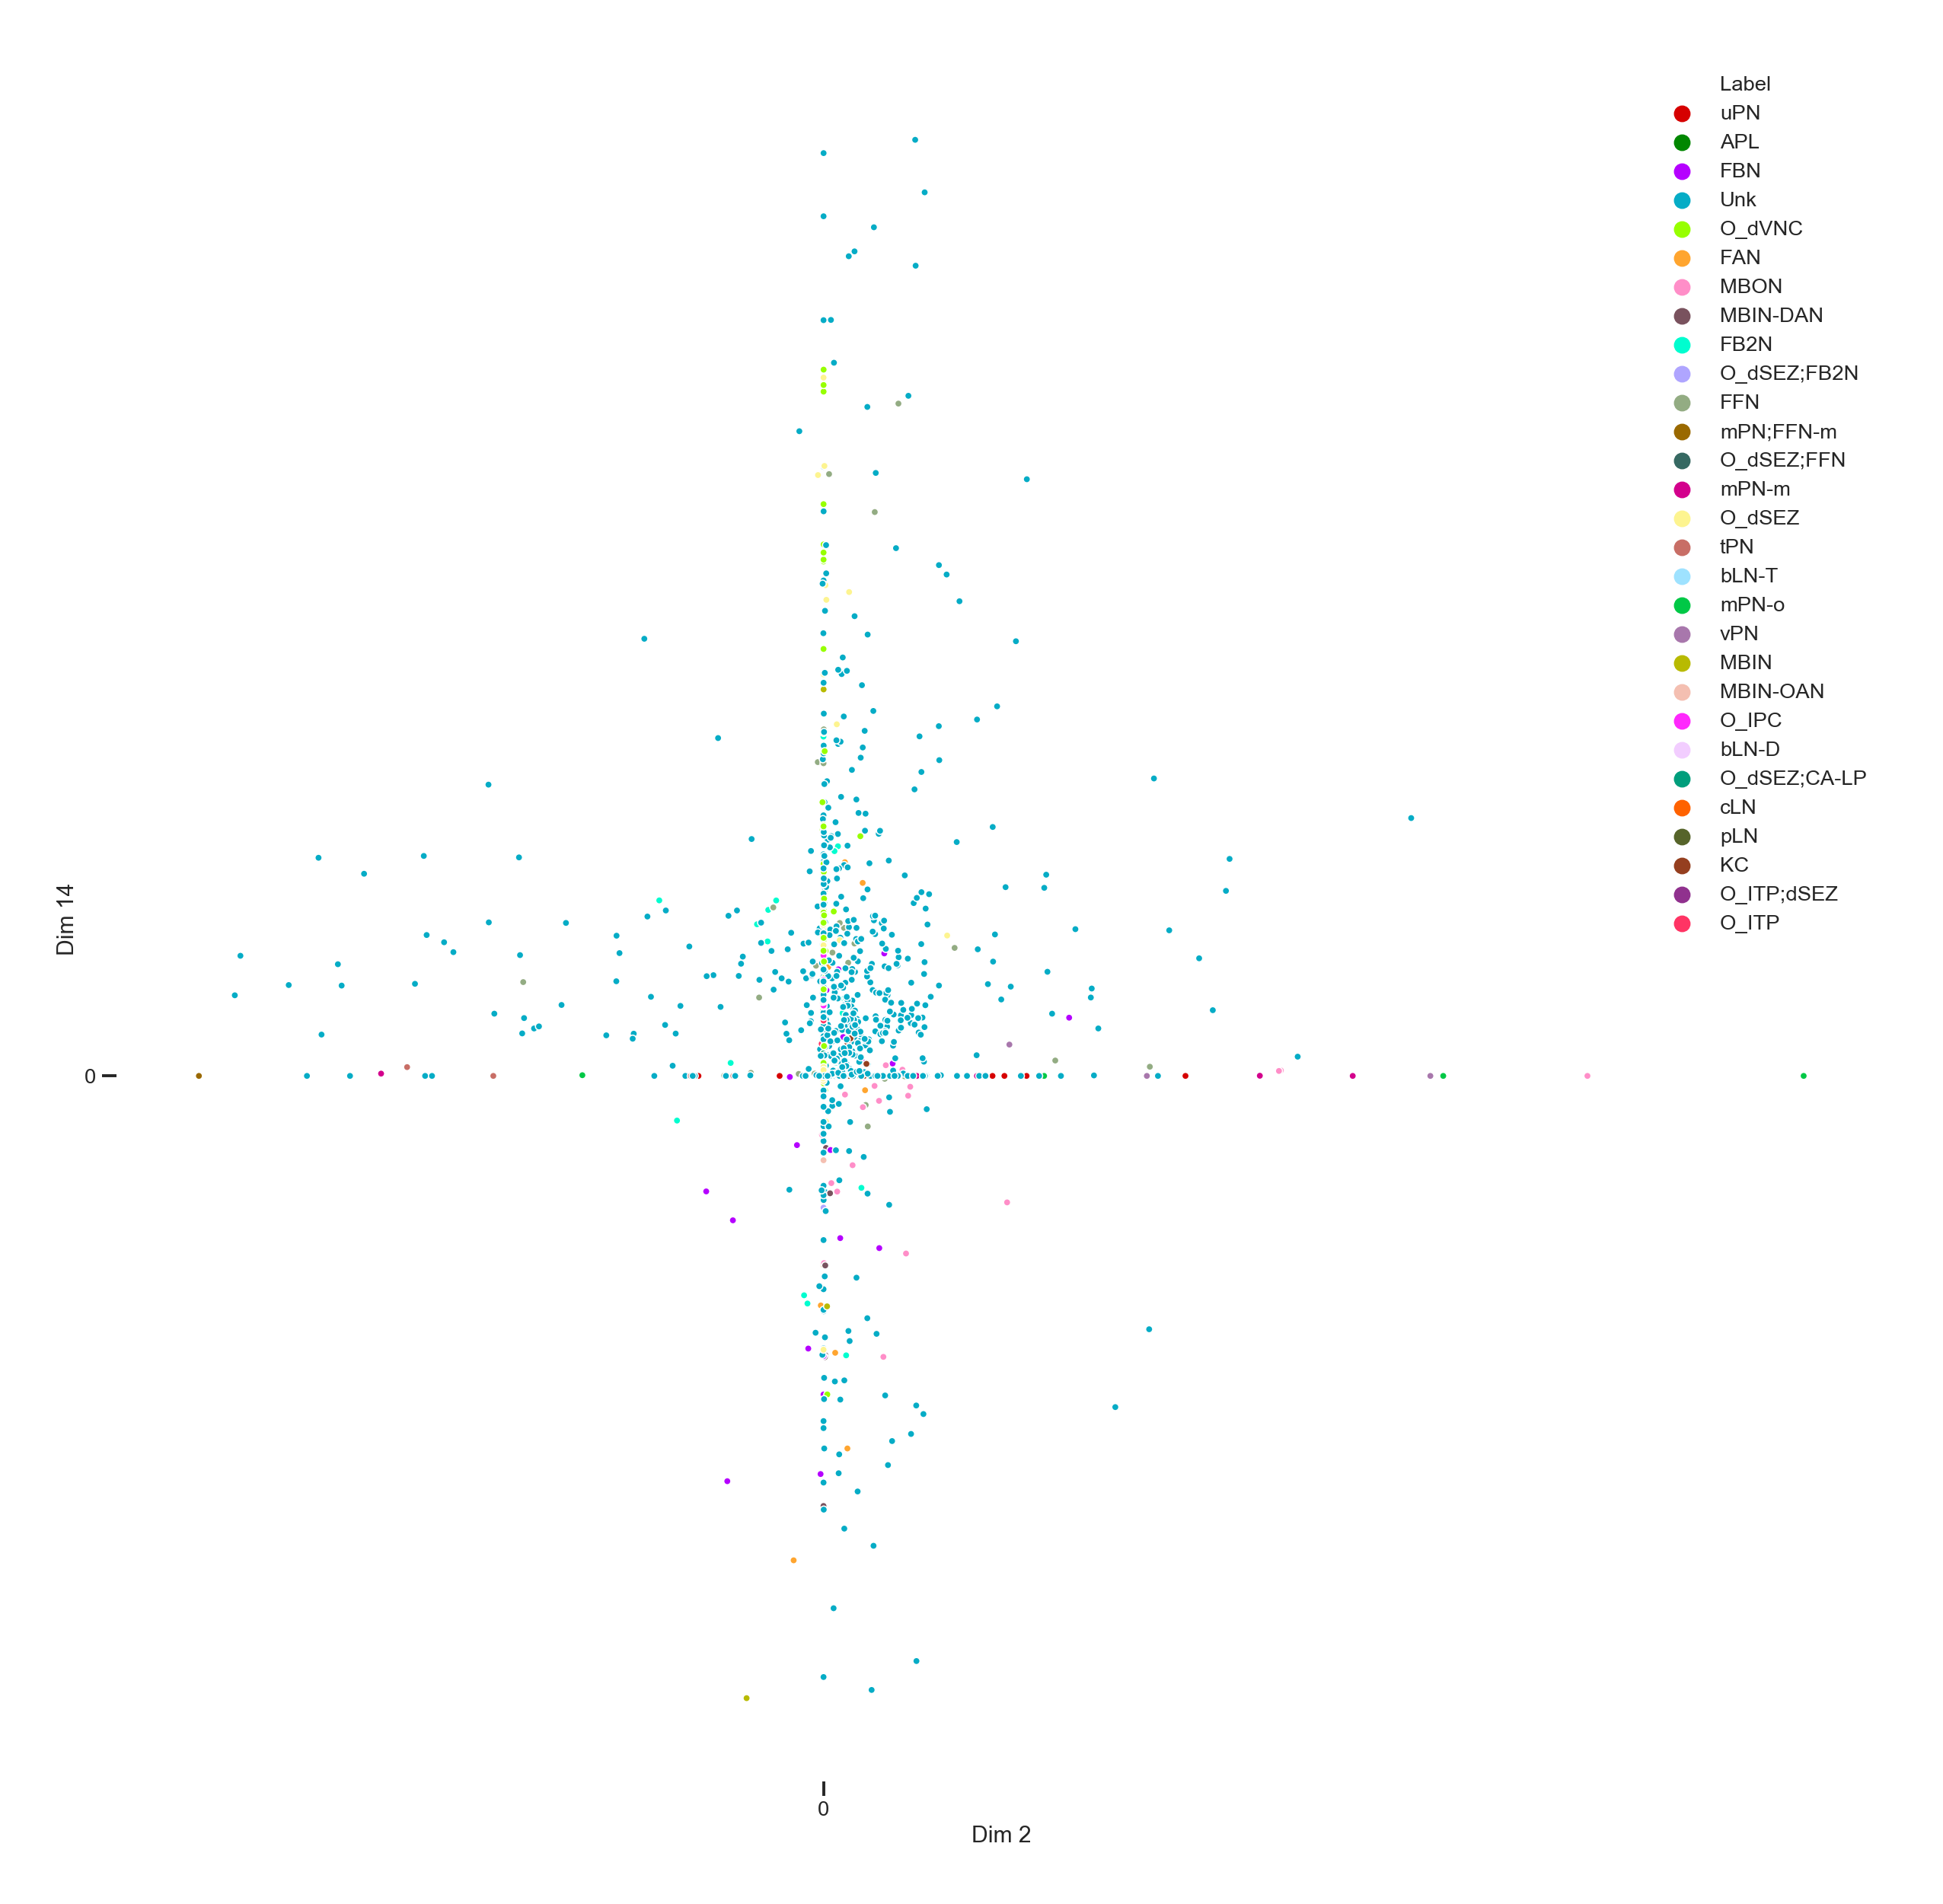 Label
uPN
APL
FBN
Unk
O_dVNC
FAN
MBON
MBIN-DAN
FB2N
O_dSEZ;FB2N
FFN
mPN;FFN-m
O_dSEZ;FFN
mPN-m
O_dSEZ
tPN
bLN-T
mPN-o
vPN
MBIN
MBIN-OAN
O_IPC
bLN-D
O_dSEZ;CA-LP
cLN
pLN
KC
O_ITP;dSEZ
O_ITP
Dim 14
0
0
Dim 2